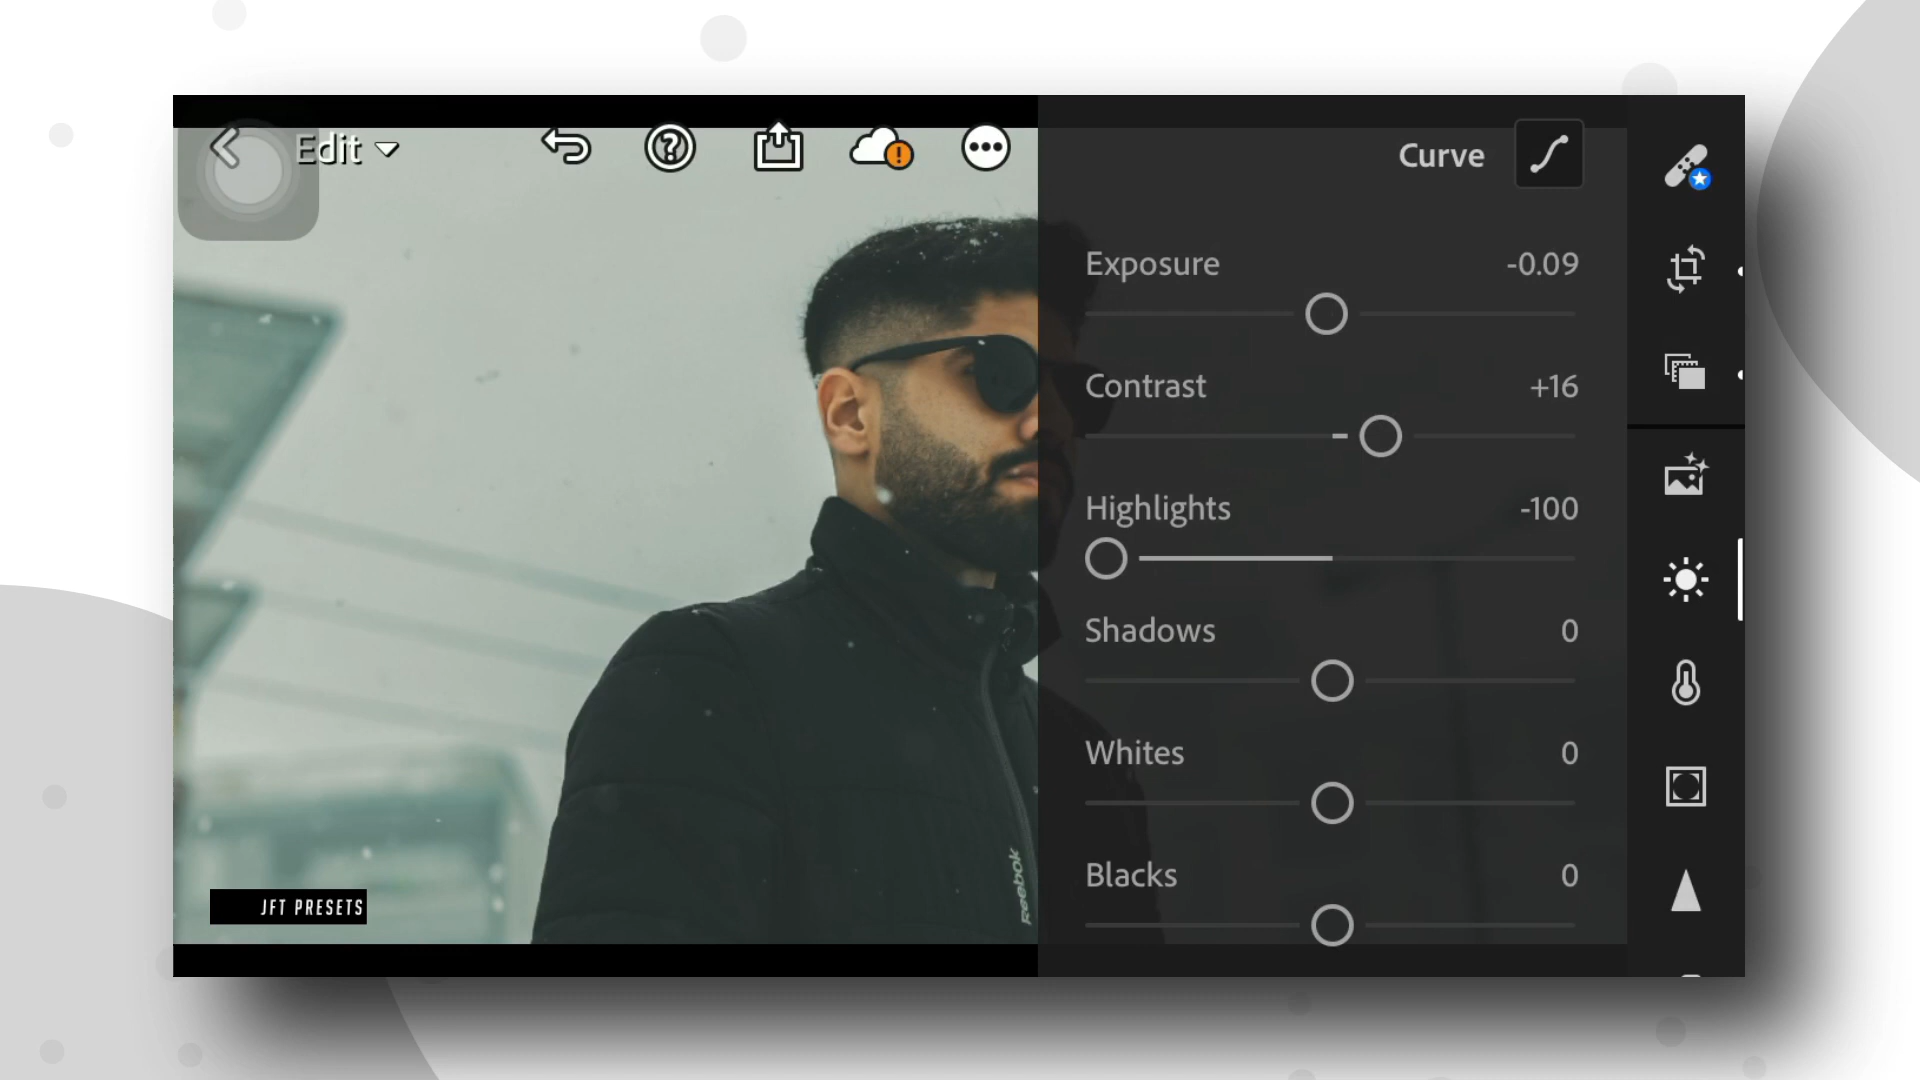 Edit
Curve
Exposure -0.09
Contrast +16
Highlights -100
Shadows 0
Whites 0
Blacks 0
Reebok
JFT PRESETS